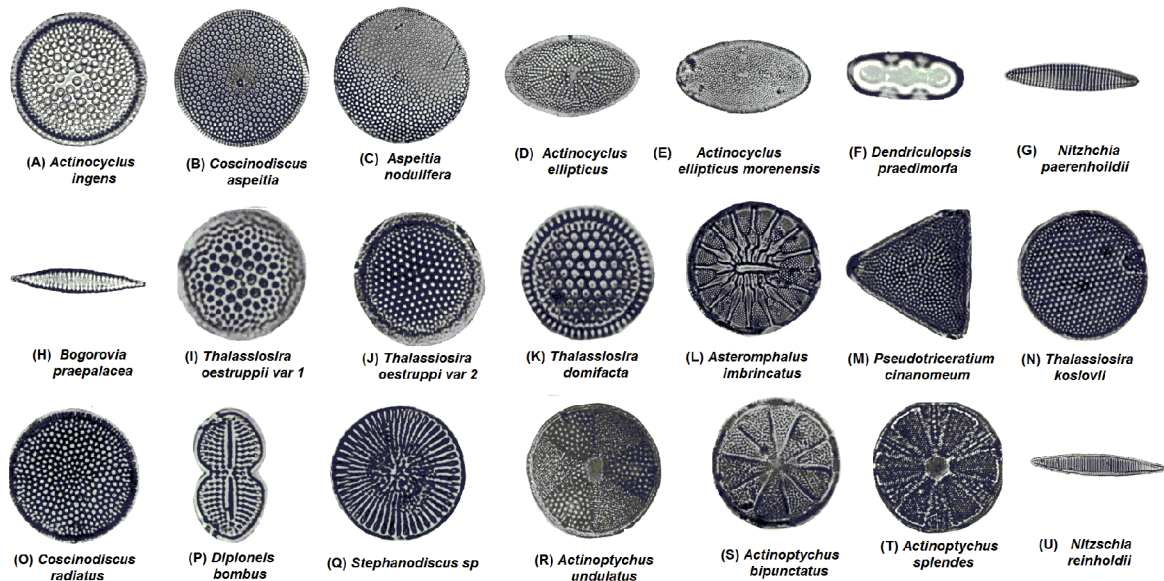 (A) Actinocyclus
ingens
(B) Coscinodiscus
aspeitia
(C) Aspeitia
nodulifera
(D) Actinocyclus
ellipticus
(E) Actinocyclus
ellipticus morenensis
(F) Dendriculopsis
praedimorfa
(G) Nitzhchia
paerenhoildii
(H) Bogorovia
praepalacea
(I) Thalassiosira
oestruppii var 1
(J) Thalassiosira
oestruppi var 2
(K) Thalassiosira
domifacta
(L) Asteromphalus
imbrincatus
(M) Pseudotriceratium
cinanomeum
(N) Thalassiosira
koslovii
(O) Coscinodiscus
radiatus
(P) Diploneis
bombus
(Q) Stephanodiscus sp
(R) Actinoptychus
undulatus
(S) Actinoptychus
bipunctatus
(T) Actinoptychus
splendes
(U) Nitzschia
reinholdii